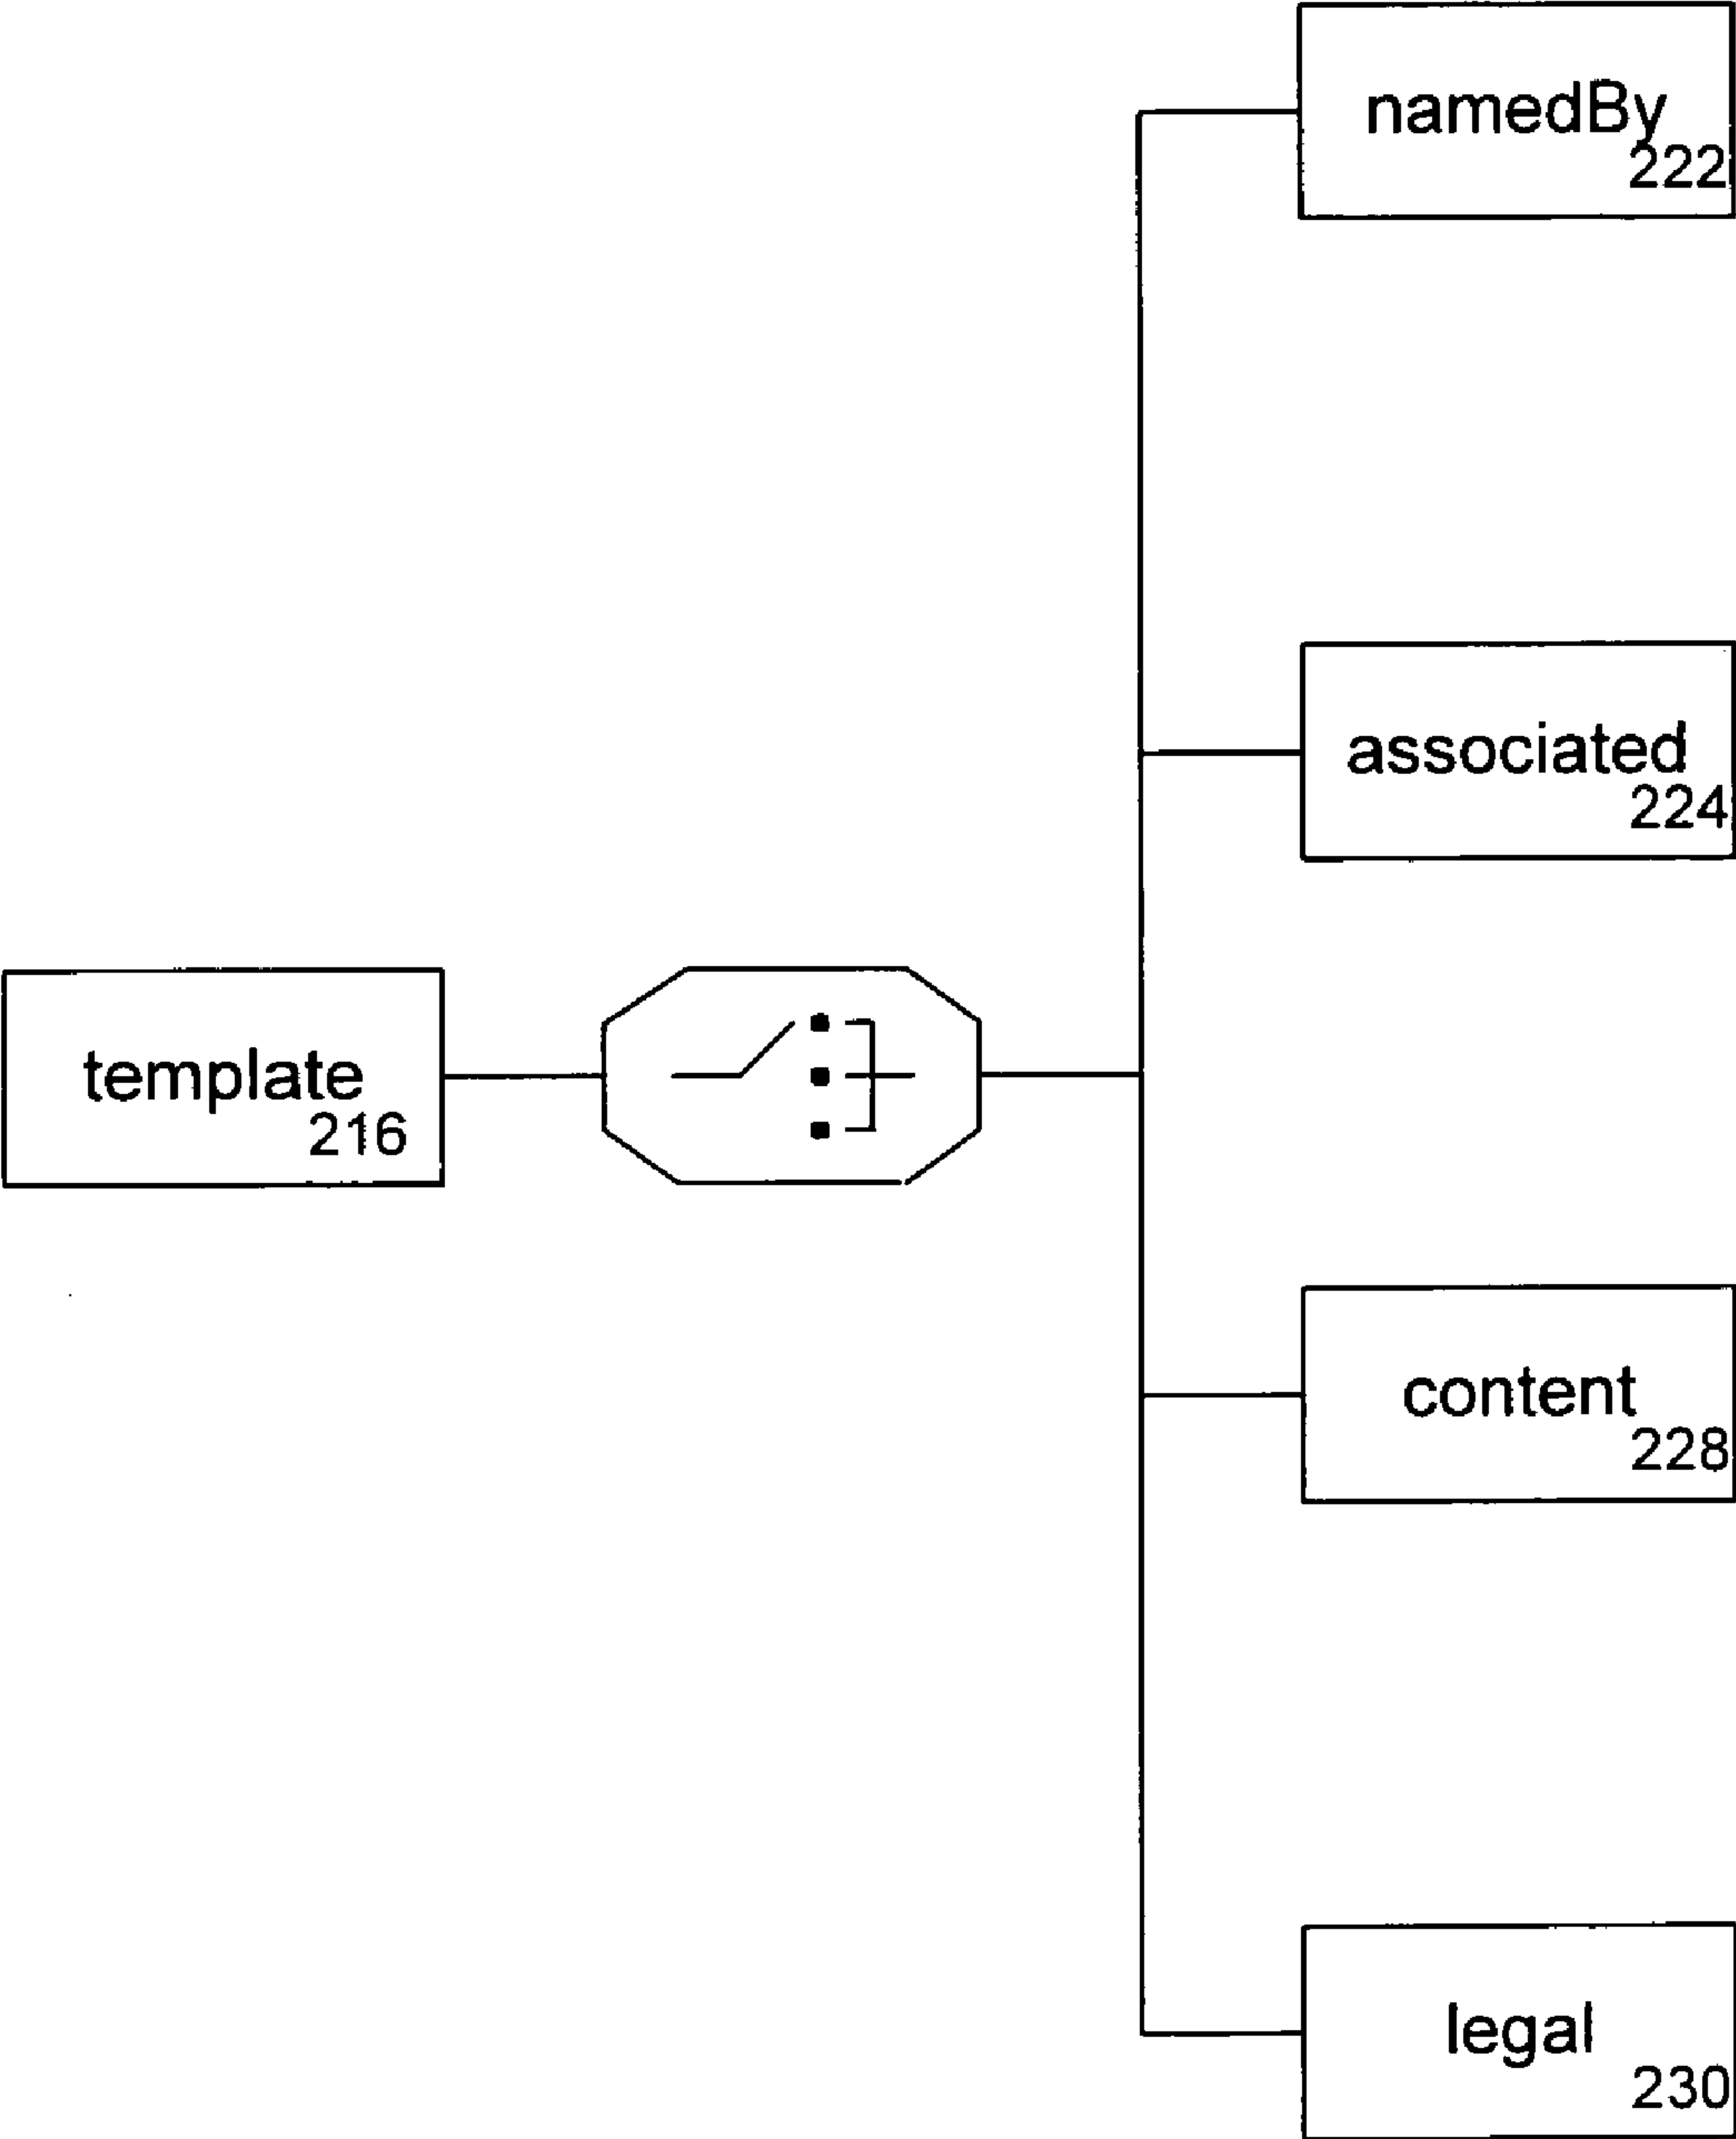 namedBy
222
associated
224
template
216
content
228
legal
230